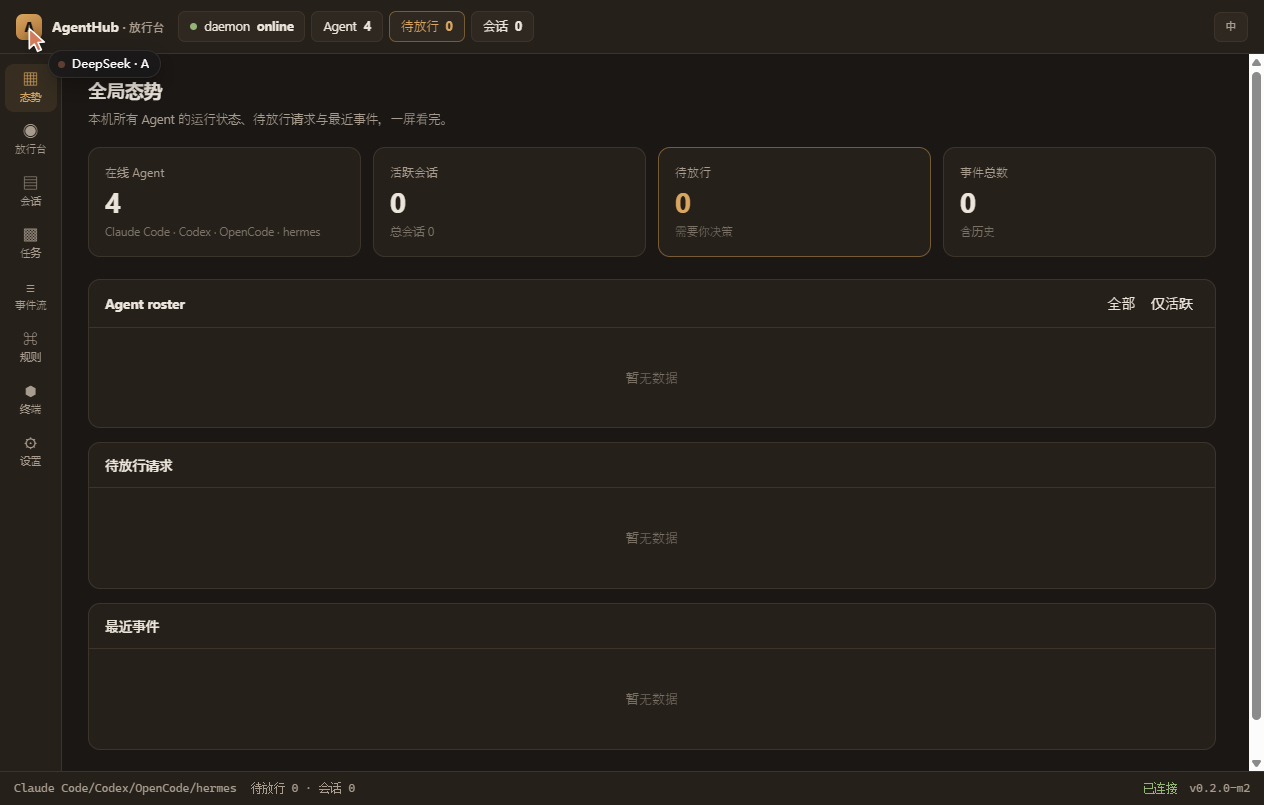 A AgentHub · 放行台 daemon online Agent 4 待放行 0 会话 0 中
DeepSeek · A
态势
放行台
会话
任务
事件流
规则
终端
设置
全局态势
本机所有 Agent 的运行状态、待放行请求与最近事件，一屏看完。
在线 Agent
4
Claude Code · Codex · OpenCode · hermes
活跃会话
0
总会话 0
待放行
0
需要你决策
事件总数
0
含历史
Agent roster 全部 仅活跃
暂无数据
待放行请求
暂无数据
最近事件
暂无数据
Claude Code/Codex/OpenCode/hermes 待放行 0 · 会话 0 已连接 v0.2.0-m2